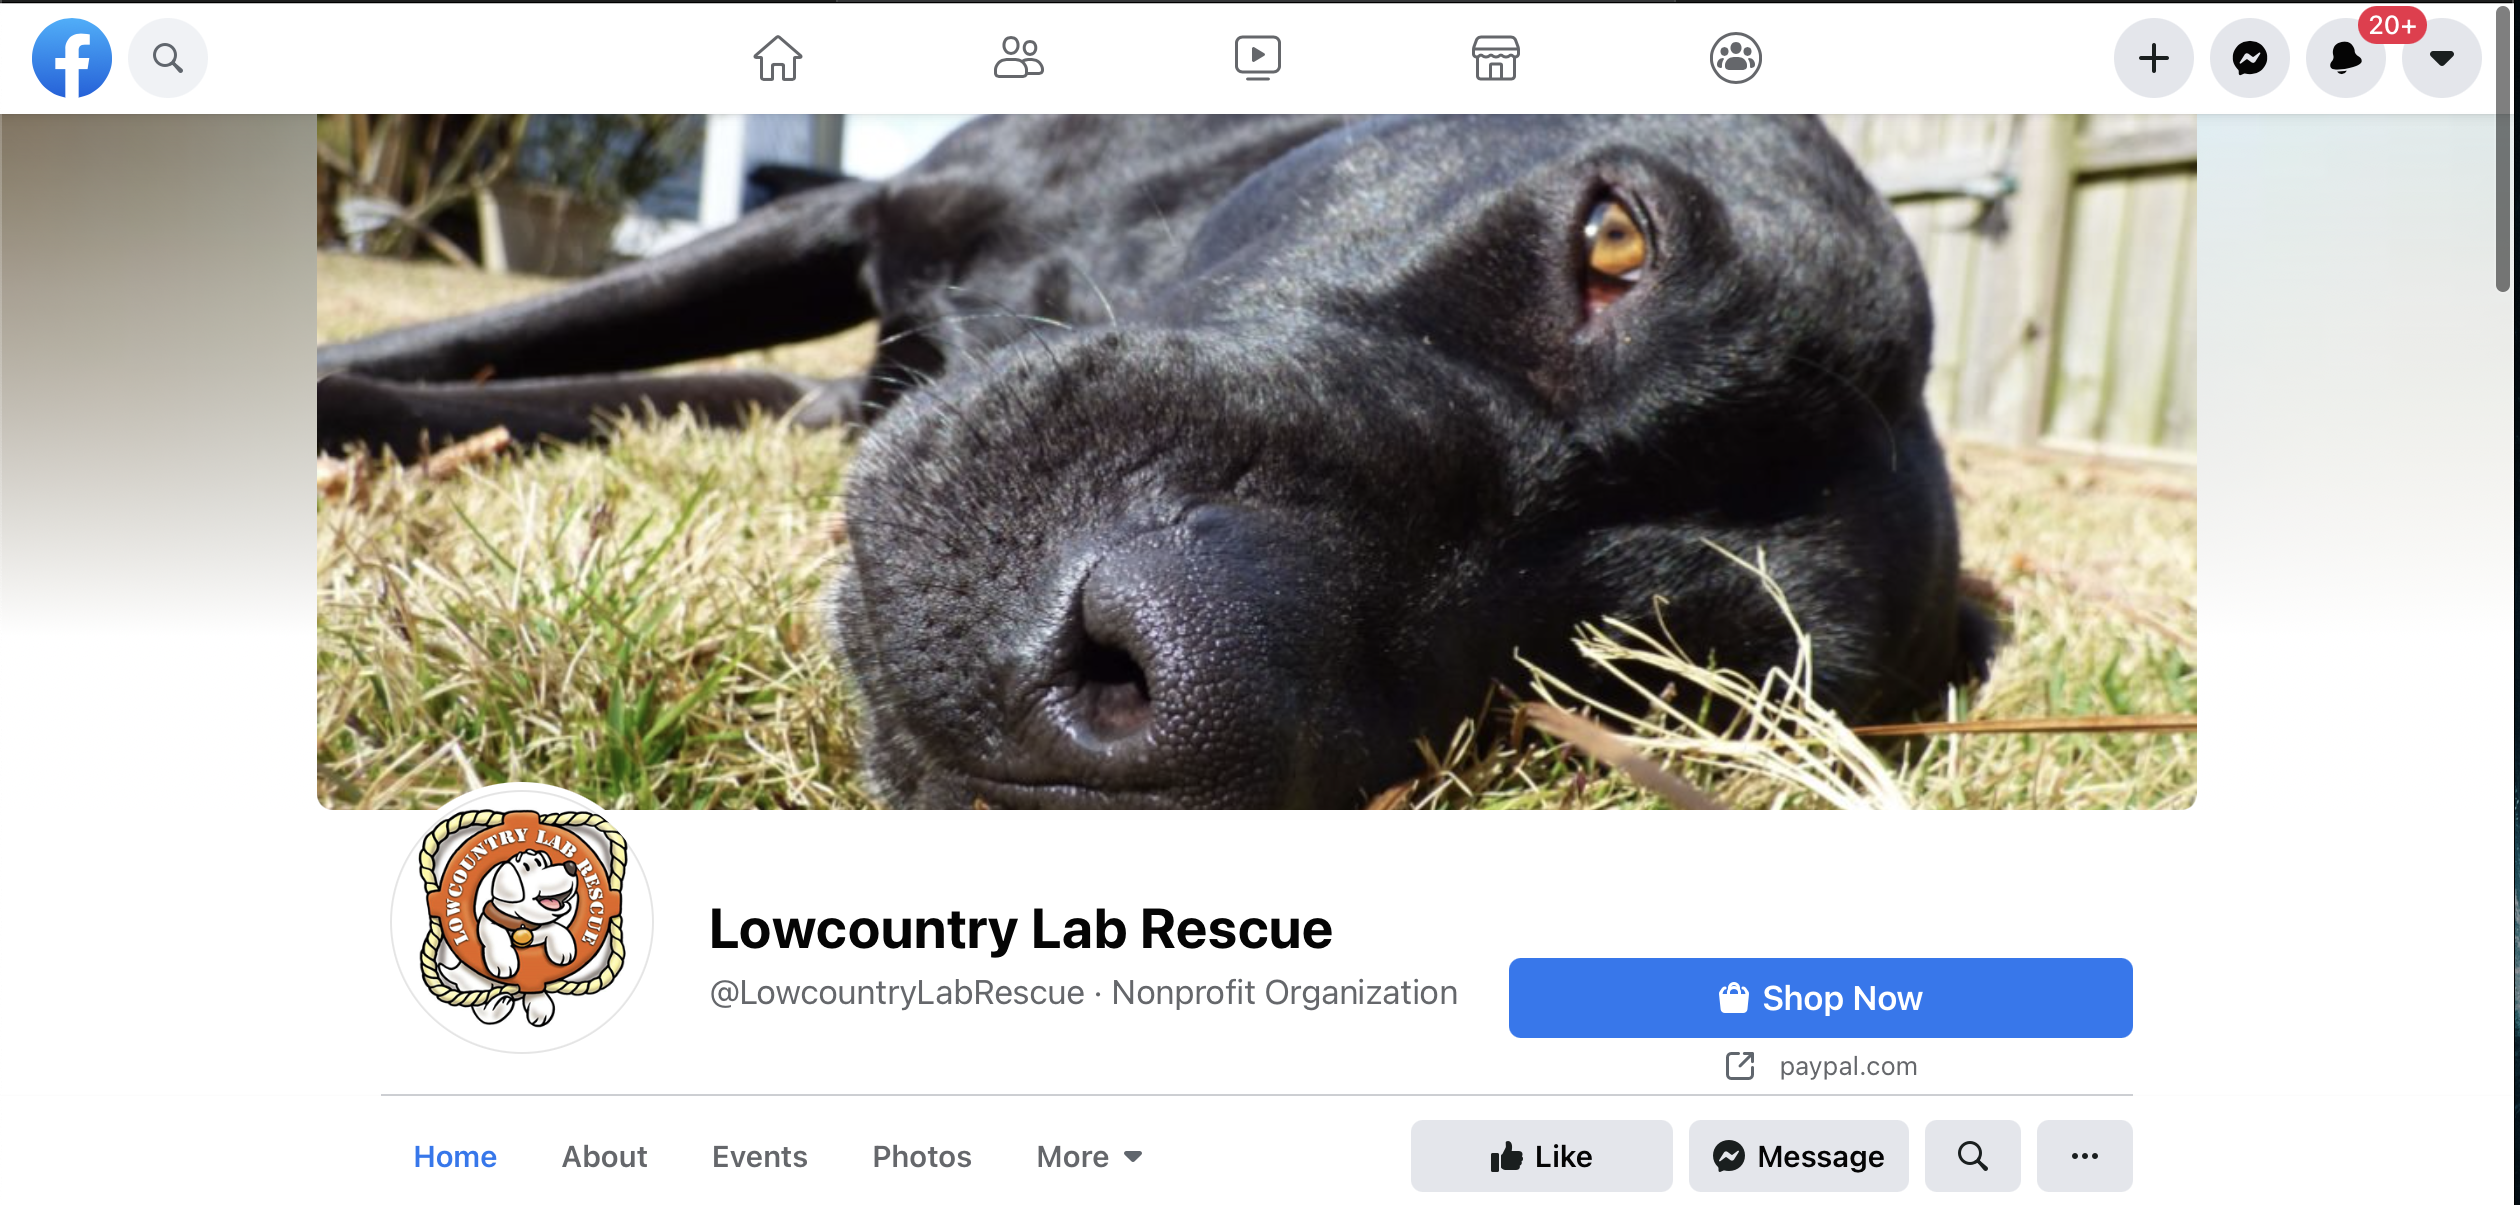 20+
LOWCOUNTRY LAB RESCUE
Lowcountry Lab Rescue
@LowcountryLabRescue · Nonprofit Organization
Shop Now
paypal.com
Home About Events Photos More Like Message